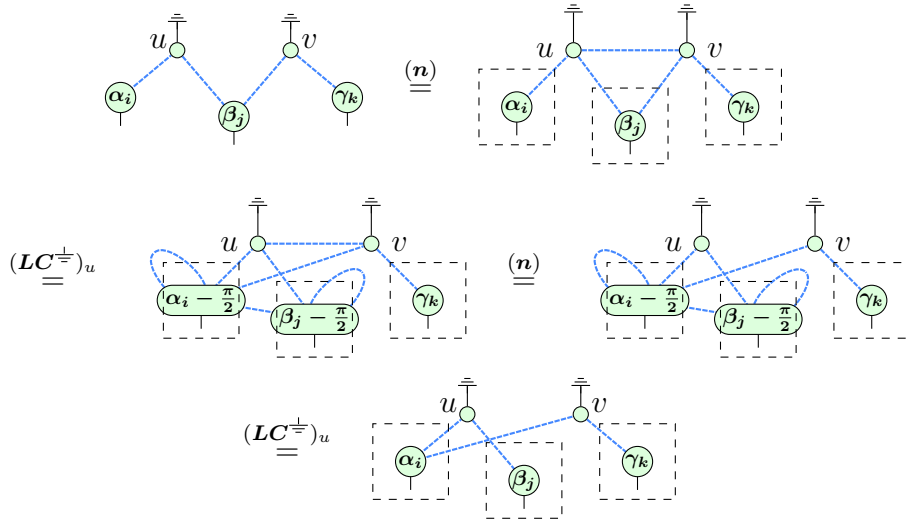 u v u v
(n)
=
α_i β_j γ_k α_i β_j γ_k
u v u v
(LC^⏚)_u
=
(n)
=
α_i − π/2 β_j − π/2 γ_k α_i − π/2 β_j − π/2 γ_k
u v
(LC^⏚)_u
=
α_i β_j γ_k